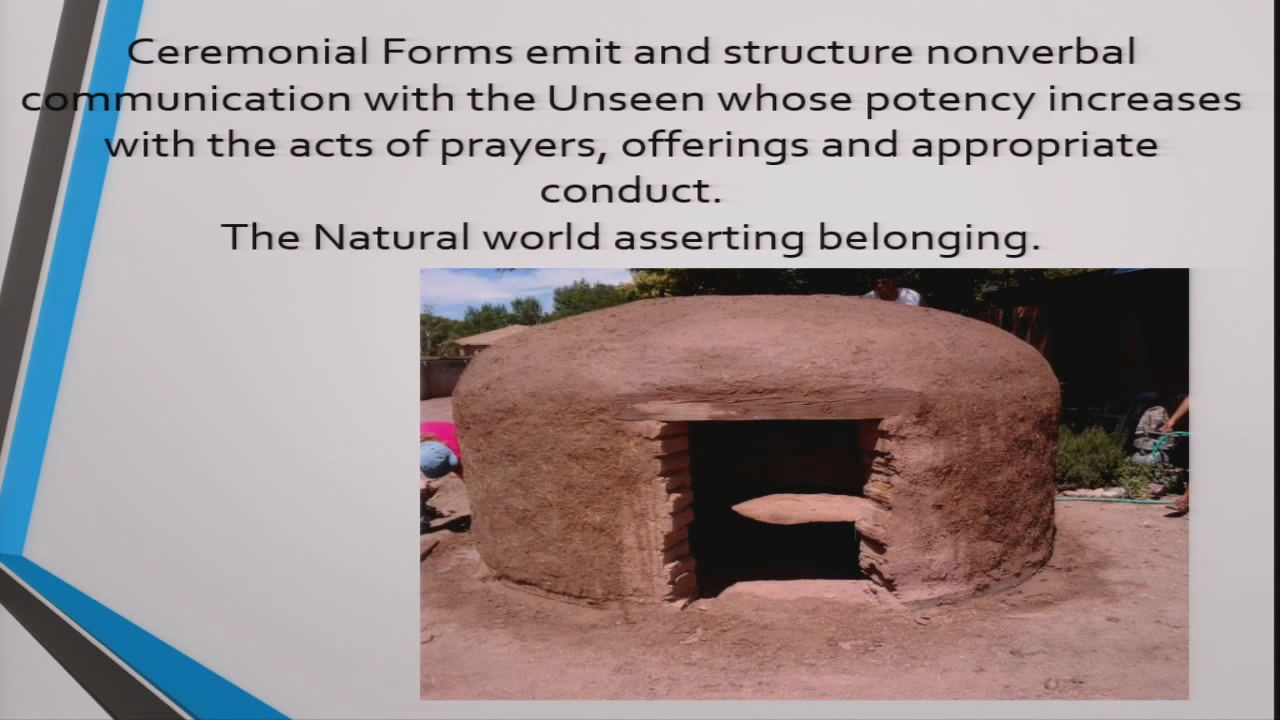 Ceremonial Forms emit and structure nonverbal
communication with the Unseen whose potency increases
with the acts of prayers, offerings and appropriate
conduct.
The Natural world asserting belonging.